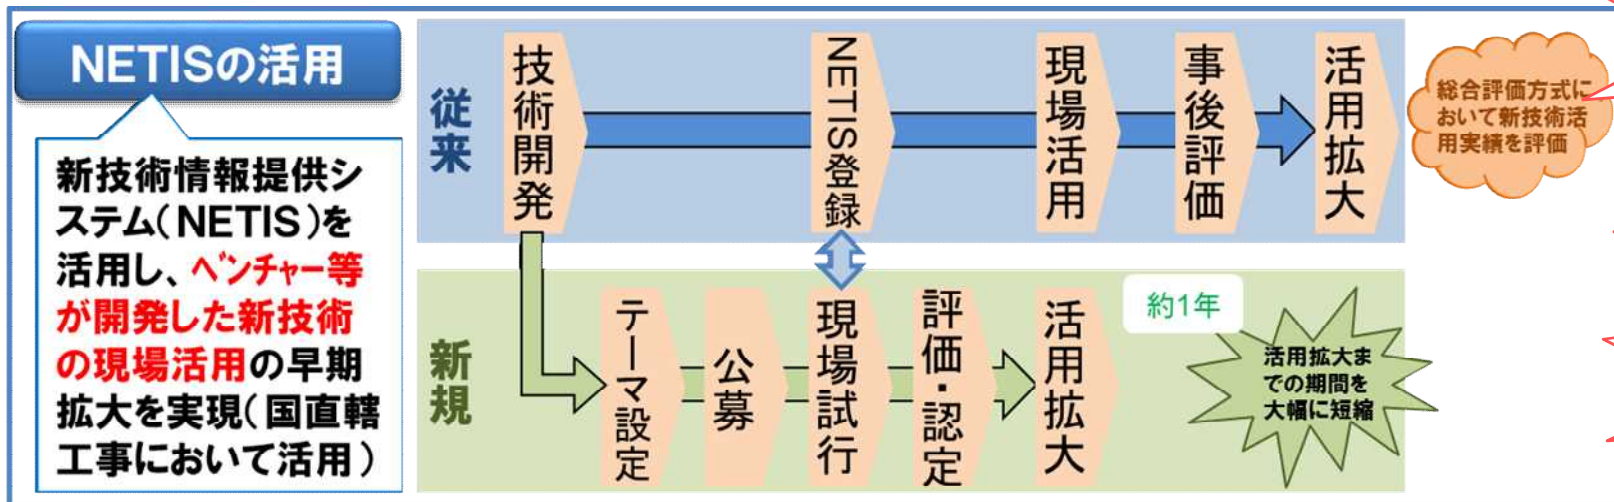 NETISの活用
新技術情報提供シ
ステム(NETIS)を
活用し、ベンチャー等
が開発した新技術
の現場活用の早期
拡大を実現(国直轄
工事において活用)
従来
技術開発
NETIS登録
現場活用
事後評価
活用拡大
総合評価方式に
おいて新技術活
用実績を評価
新規
テーマ設定
公募
現場試行
評価・認定
活用拡大
約1年
活用拡大ま
での期間を
大幅に短縮